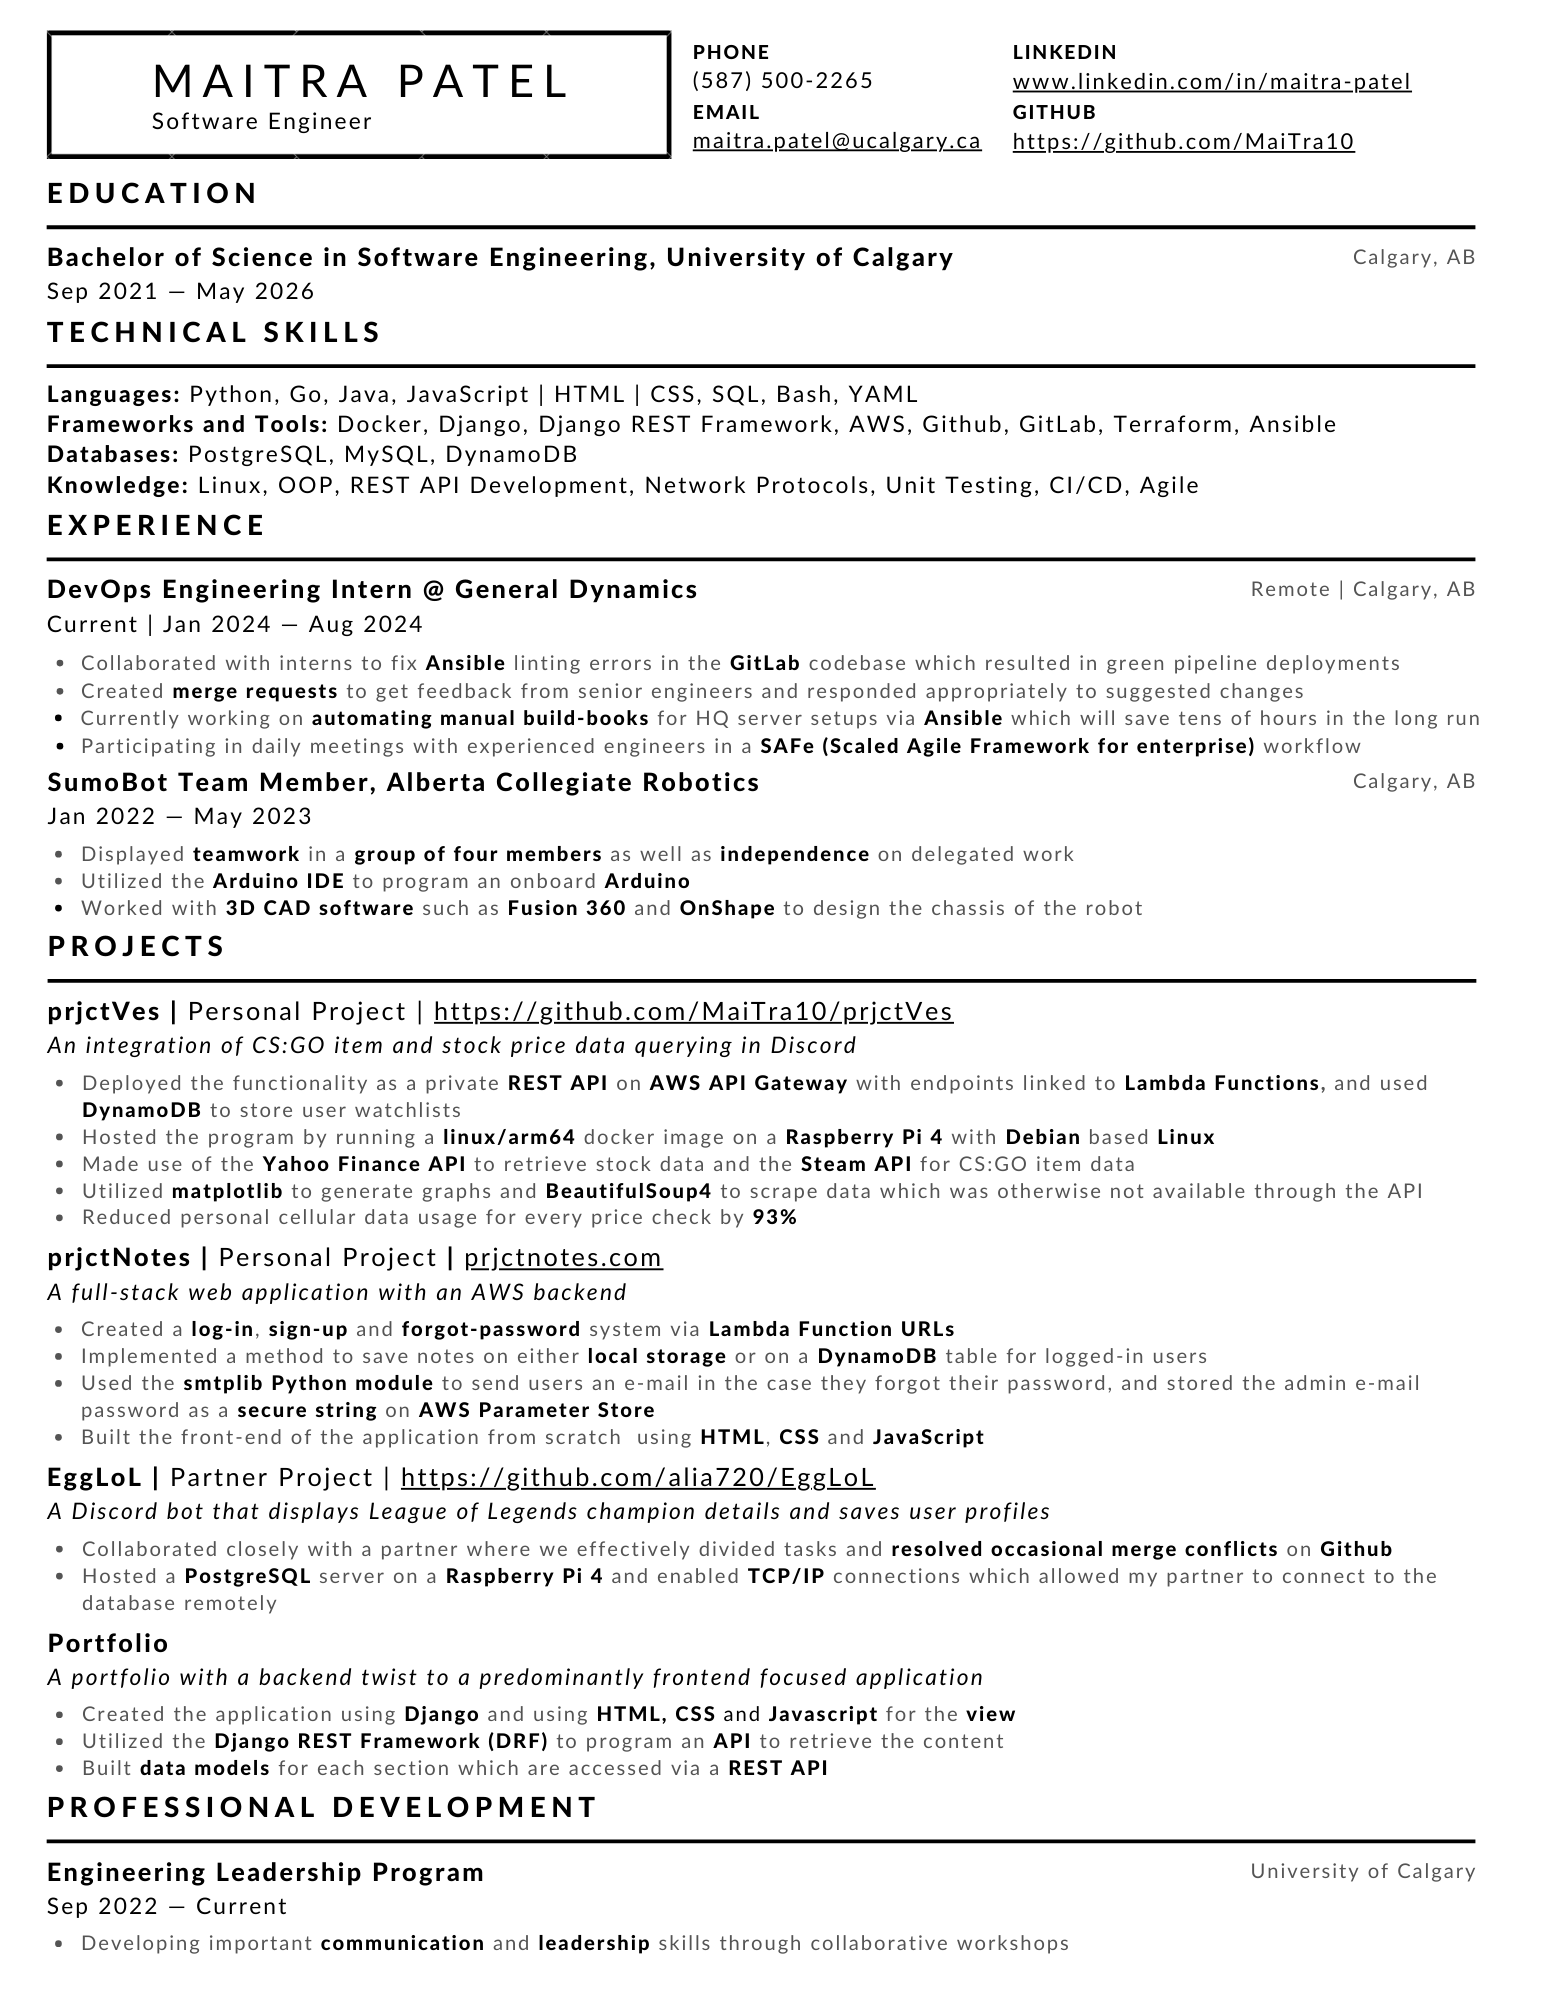 MAITRA PATEL
Software Engineer
PHONE
(587) 500-2265
EMAIL
maitra.patel@ucalgary.ca
LINKEDIN
www.linkedin.com/in/maitra-patel
GITHUB
https://github.com/MaiTra10
EDUCATION
Bachelor of Science in Software Engineering, University of Calgary
Calgary, AB
Sep 2021 — May 2026
TECHNICAL SKILLS
Languages: Python, Go, Java, JavaScript | HTML | CSS, SQL, Bash, YAML
Frameworks and Tools: Docker, Django, Django REST Framework, AWS, Github, GitLab, Terraform, Ansible
Databases: PostgreSQL, MySQL, DynamoDB
Knowledge: Linux, OOP, REST API Development, Network Protocols, Unit Testing, CI/CD, Agile
EXPERIENCE
DevOps Engineering Intern @ General Dynamics
Remote | Calgary, AB
Current | Jan 2024 — Aug 2024
• Collaborated with interns to fix Ansible linting errors in the GitLab codebase which resulted in green pipeline deployments
• Created merge requests to get feedback from senior engineers and responded appropriately to suggested changes
• Currently working on automating manual build-books for HQ server setups via Ansible which will save tens of hours in the long run
• Participating in daily meetings with experienced engineers in a SAFe (Scaled Agile Framework for enterprise) workflow
SumoBot Team Member, Alberta Collegiate Robotics
Calgary, AB
Jan 2022 — May 2023
• Displayed teamwork in a group of four members as well as independence on delegated work
• Utilized the Arduino IDE to program an onboard Arduino
• Worked with 3D CAD software such as Fusion 360 and OnShape to design the chassis of the robot
PROJECTS
prjctVes | Personal Project | https://github.com/MaiTra10/prjctVes
An integration of CS:GO item and stock price data querying in Discord
• Deployed the functionality as a private REST API on AWS API Gateway with endpoints linked to Lambda Functions, and used
DynamoDB to store user watchlists
• Hosted the program by running a linux/arm64 docker image on a Raspberry Pi 4 with Debian based Linux
• Made use of the Yahoo Finance API to retrieve stock data and the Steam API for CS:GO item data
• Utilized matplotlib to generate graphs and BeautifulSoup4 to scrape data which was otherwise not available through the API
• Reduced personal cellular data usage for every price check by 93%
prjctNotes | Personal Project | prjctnotes.com
A full-stack web application with an AWS backend
• Created a log-in, sign-up and forgot-password system via Lambda Function URLs
• Implemented a method to save notes on either local storage or on a DynamoDB table for logged-in users
• Used the smtplib Python module to send users an e-mail in the case they forgot their password, and stored the admin e-mail
password as a secure string on AWS Parameter Store
• Built the front-end of the application from scratch using HTML, CSS and JavaScript
EggLoL | Partner Project | https://github.com/alia720/EggLoL
A Discord bot that displays League of Legends champion details and saves user profiles
• Collaborated closely with a partner where we effectively divided tasks and resolved occasional merge conflicts on Github
• Hosted a PostgreSQL server on a Raspberry Pi 4 and enabled TCP/IP connections which allowed my partner to connect to the
database remotely
Portfolio
A portfolio with a backend twist to a predominantly frontend focused application
• Created the application using Django and using HTML, CSS and Javascript for the view
• Utilized the Django REST Framework (DRF) to program an API to retrieve the content
• Built data models for each section which are accessed via a REST API
PROFESSIONAL DEVELOPMENT
Engineering Leadership Program
University of Calgary
Sep 2022 — Current
• Developing important communication and leadership skills through collaborative workshops